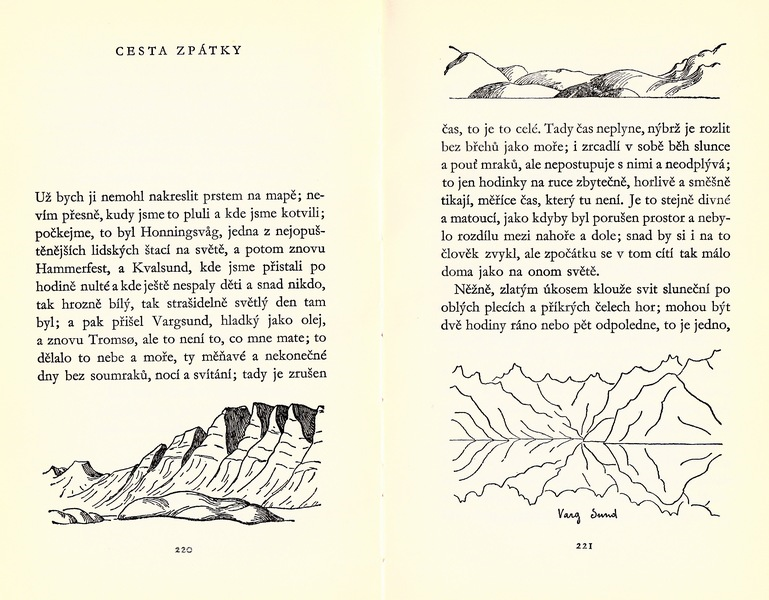 CESTA ZPÁTKY
Už bych ji nemohl nakreslit prstem na mapě; ne-
vím přesně, kudy jsme to pluli a kde jsme kotvili;
počkejme, to byl Honningsvåg, jedna z nejopuš-
těnějších lidských štací na světě, a potom znovu
Hammerfest, a Kvalsund, kde jsme přistali po
hodině nulté a kde ještě nespaly děti a snad nikdo,
tak hrozně bílý, tak strašidelně světlý den tam
byl; a pak přišel Vargsund, hladký jako olej,
a znovu Tromsø, ale to není to, co mne mate; to
dělalo to nebe a moře, ty měňavé a nekonečné
dny bez soumraků, nocí a svítání; tady je zrušen
220
čas, to je to celé. Tady čas neplyne, nýbrž je rozlit
bez břehů jako moře; i zrcadlí v sobě běh slunce
a pouť mraků, ale nepostupuje s nimi a neodplývá;
to jen hodinky na ruce zbytečně, horlivě a směšně
tikají, měříce čas, který tu není. Je to stejně divné
a matoucí, jako kdyby byl porušen prostor a neby-
lo rozdílu mezi nahoře a dole; snad by si i na to
člověk zvykl, ale zpočátku se v tom cítí tak málo
doma jako na onom světě.
Něžně, zlatým úkosem klouže svit sluneční po
oblých plecích a příkrých čelech hor; mohou být
dvě hodiny ráno nebo pět odpoledne, to je jedno,
Varg Sund
221